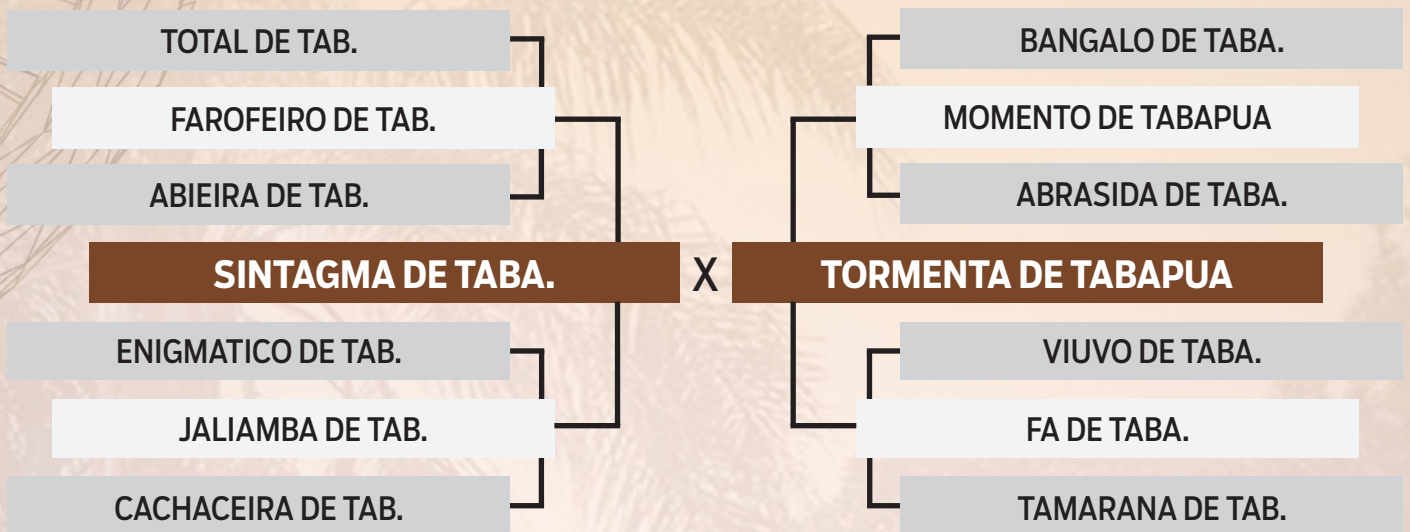 TOTAL DE TAB.
FAROFEIRO DE TAB.
ABIEIRA DE TAB.
SINTAGMA DE TABA.
ENIGMATICO DE TAB.
JALIAMBA DE TAB.
CACHACEIRA DE TAB.
X
BANGALO DE TABA.
MOMENTO DE TABAPUA
ABRASIDA DE TABA.
TORMENTA DE TABAPUA
VIUVO DE TABA.
FA DE TABA.
TAMARANA DE TAB.